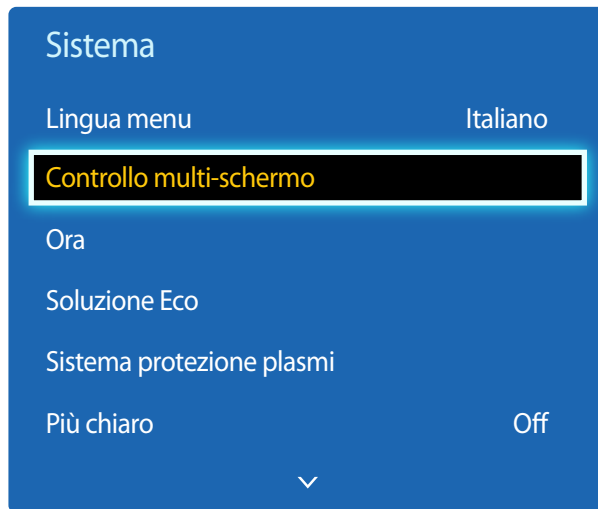 Sistema
Lingua menu Italiano
Controllo multi-schermo
Ora
Soluzione Eco
Sistema protezione plasmi
Più chiaro Off